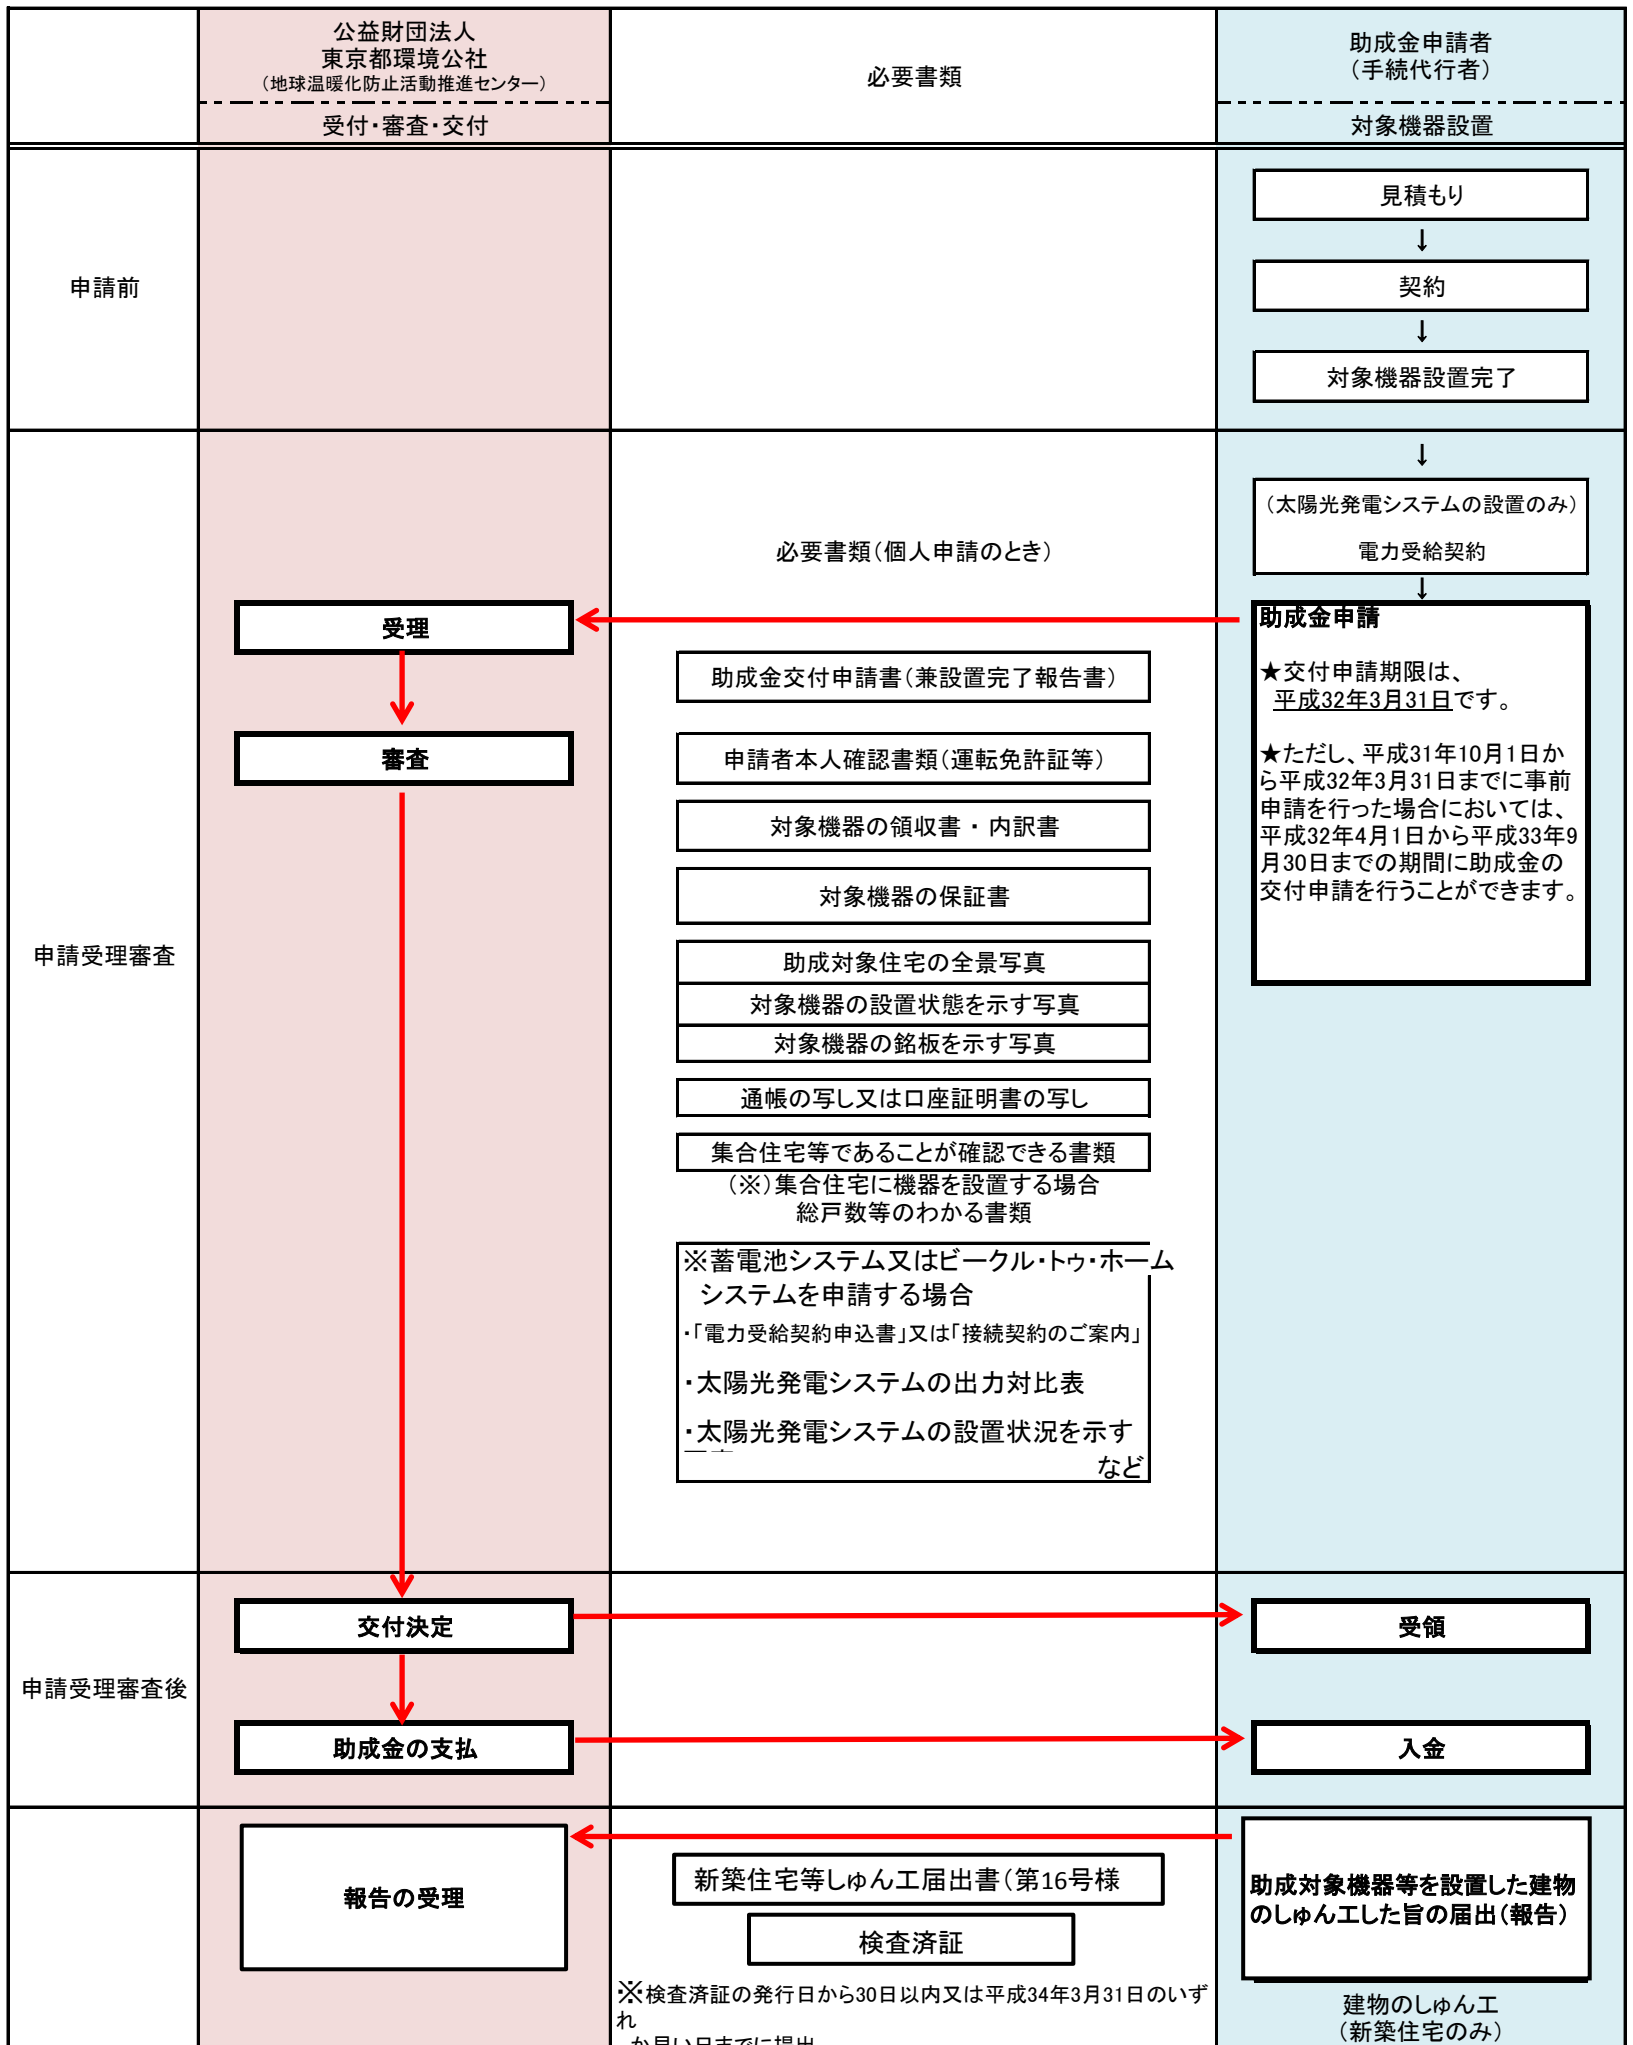 公益財団法人
東京都環境公社
（地球温暖化防止活動推進センター）
受付・審査・交付
必要書類
助成金申請者
（手続代行者）
対象機器設置
申請前
見積もり
↓
契約
↓
対象機器設置完了
申請受理審査
↓
（太陽光発電システムの設置のみ）
電力受給契約
↓
必要書類（個人申請のとき）
受理
審査
助成金申請
★交付申請期限は、
平成32年3月31日です。
★ただし、平成31年10月1日か
ら平成32年3月31日までに事前
申請を行った場合においては、
平成32年4月1日から平成33年9
月30日までの期間に助成金の
交付申請を行うことができます。
助成金交付申請書（兼設置完了報告書）
申請者本人確認書類（運転免許証等）
対象機器の領収書 ・ 内訳書
対象機器の保証書
助成対象住宅の全景写真
対象機器の設置状態を示す写真
対象機器の銘板を示す写真
通帳の写し又は口座証明書の写し
集合住宅等であることが確認できる書類
（※）集合住宅に機器を設置する場合
総戸数等のわかる書類
※蓄電池システム又はビークル・トゥ・ホーム
システムを申請する場合
・「電力受給契約申込書」又は「接続契約のご案内」
・太陽光発電システムの出力対比表
・太陽光発電システムの設置状況を示す
など
申請受理審査後
交付決定
受領
助成金の支払
入金
報告の受理
新築住宅等しゅん工届出書（第16号様
検査済証
※検査済証の発行日から30日以内又は平成34年3月31日のいず
れ
か早い日までに提出
助成対象機器等を設置した建物
のしゅん工した旨の届出（報告）
建物のしゅん工
（新築住宅のみ）